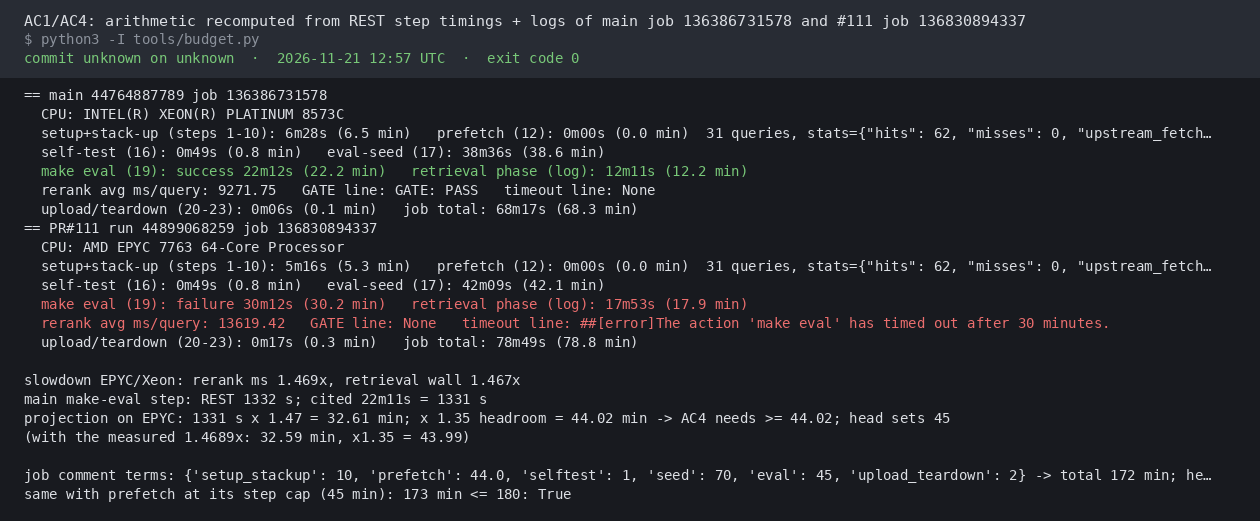 AC1/AC4: arithmetic recomputed from REST step timings + logs of main job 136386731578 and #111 job 136830894337
$ python3 -I tools/budget.py
commit unknown on unknown · 2026-11-21 12:57 UTC · exit code 0
== main 44764887789 job 136386731578
CPU: INTEL(R) XEON(R) PLATINUM 8573C
setup+stack-up (steps 1-10): 6m28s (6.5 min) prefetch (12): 0m00s (0.0 min) 31 queries, stats={"hits": 62, "misses": 0, "upstream_fetch…
self-test (16): 0m49s (0.8 min) eval-seed (17): 38m36s (38.6 min)
make eval (19): success 22m12s (22.2 min) retrieval phase (log): 12m11s (12.2 min)
rerank avg ms/query: 9271.75 GATE line: GATE: PASS timeout line: None
upload/teardown (20-23): 0m06s (0.1 min) job total: 68m17s (68.3 min)
== PR#111 run 44899068259 job 136830894337
CPU: AMD EPYC 7763 64-Core Processor
setup+stack-up (steps 1-10): 5m16s (5.3 min) prefetch (12): 0m00s (0.0 min) 31 queries, stats={"hits": 62, "misses": 0, "upstream_fetch…
self-test (16): 0m49s (0.8 min) eval-seed (17): 42m09s (42.1 min)
make eval (19): failure 30m12s (30.2 min) retrieval phase (log): 17m53s (17.9 min)
rerank avg ms/query: 13619.42 GATE line: None timeout line: ##[error]The action 'make eval' has timed out after 30 minutes.
upload/teardown (20-23): 0m17s (0.3 min) job total: 78m49s (78.8 min)
slowdown EPYC/Xeon: rerank ms 1.469x, retrieval wall 1.467x
main make-eval step: REST 1332 s; cited 22m11s = 1331 s
projection on EPYC: 1331 s x 1.47 = 32.61 min; x 1.35 headroom = 44.02 min -> AC4 needs >= 44.02; head sets 45
(with the measured 1.4689x: 32.59 min, x1.35 = 43.99)
job comment terms: {'setup_stackup': 10, 'prefetch': 44.0, 'selftest': 1, 'seed': 70, 'eval': 45, 'upload_teardown': 2} -> total 172 min; he…
same with prefetch at its step cap (45 min): 173 min <= 180: True